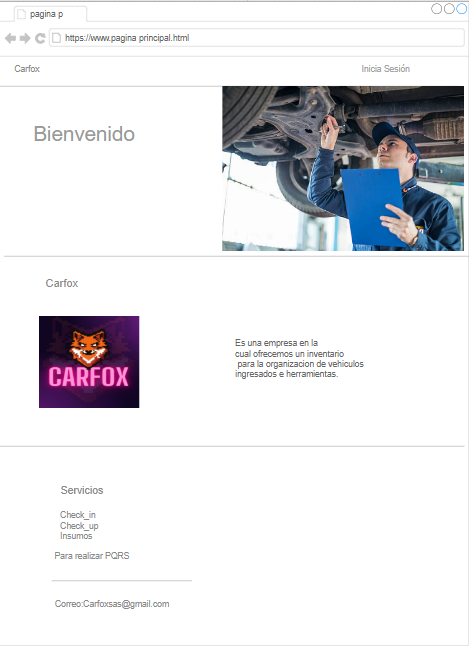 pagina p
https://www.pagina principal.html
Carfox
Inicia Sesión
Bienvenido
Carfox
CARFOX
Es una empresa en la
cual ofrecemos un inventario
para la organizacion de vehiculos
ingresados e herramientas.
Servicios
Check_in
Check_up
Insumos
Para realizar PQRS
Correo:Carfoxsas@gmail.com